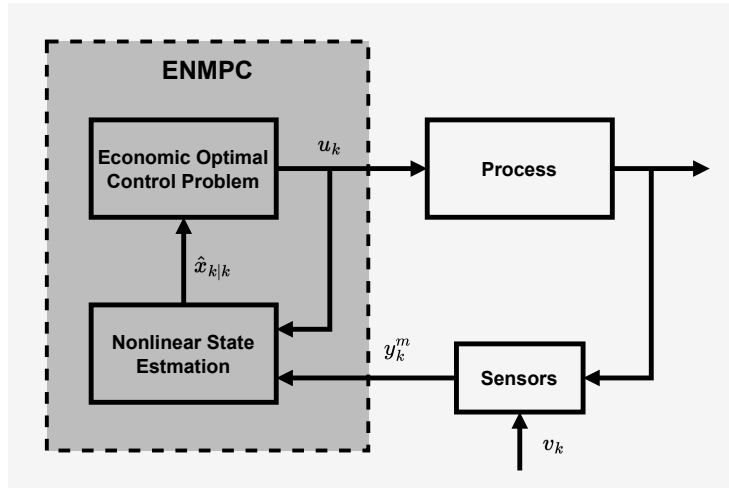 ENMPC
Economic Optimal
Control Problem
u_k
Process
x̂_{k|k}
Nonlinear State
Estmation
y_k^m
Sensors
v_k